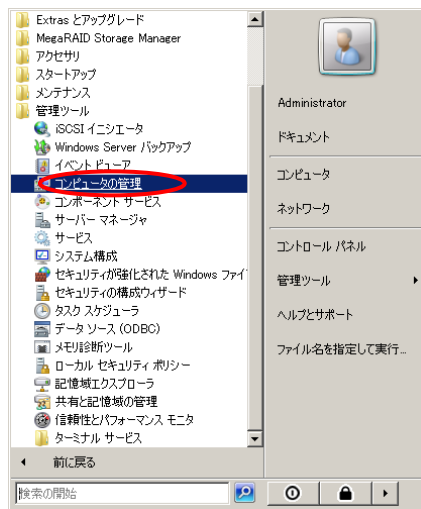 Extras とアップグレード
MegaRAID Storage Manager
アクセサリ
スタートアップ
メンテナンス
管理ツール
iSCSI イニシエータ
Windows Server バックアップ
イベント ビューア
コンピュータの管理
コンポーネント サービス
サーバー マネージャ
サービス
システム構成
セキュリティが強化された Windows ファイ
セキュリティの構成ウィザード
タスク スケジューラ
データ ソース (ODBC)
メモリ診断ツール
ローカル セキュリティ ポリシー
記憶域エクスプローラ
共有と記憶域の管理
信頼性とパフォーマンス モニタ
ターミナル サービス
前に戻る
検索の開始
Administrator
ドキュメント
コンピュータ
ネットワーク
コントロール パネル
管理ツール
ヘルプとサポート
ファイル名を指定して実行...